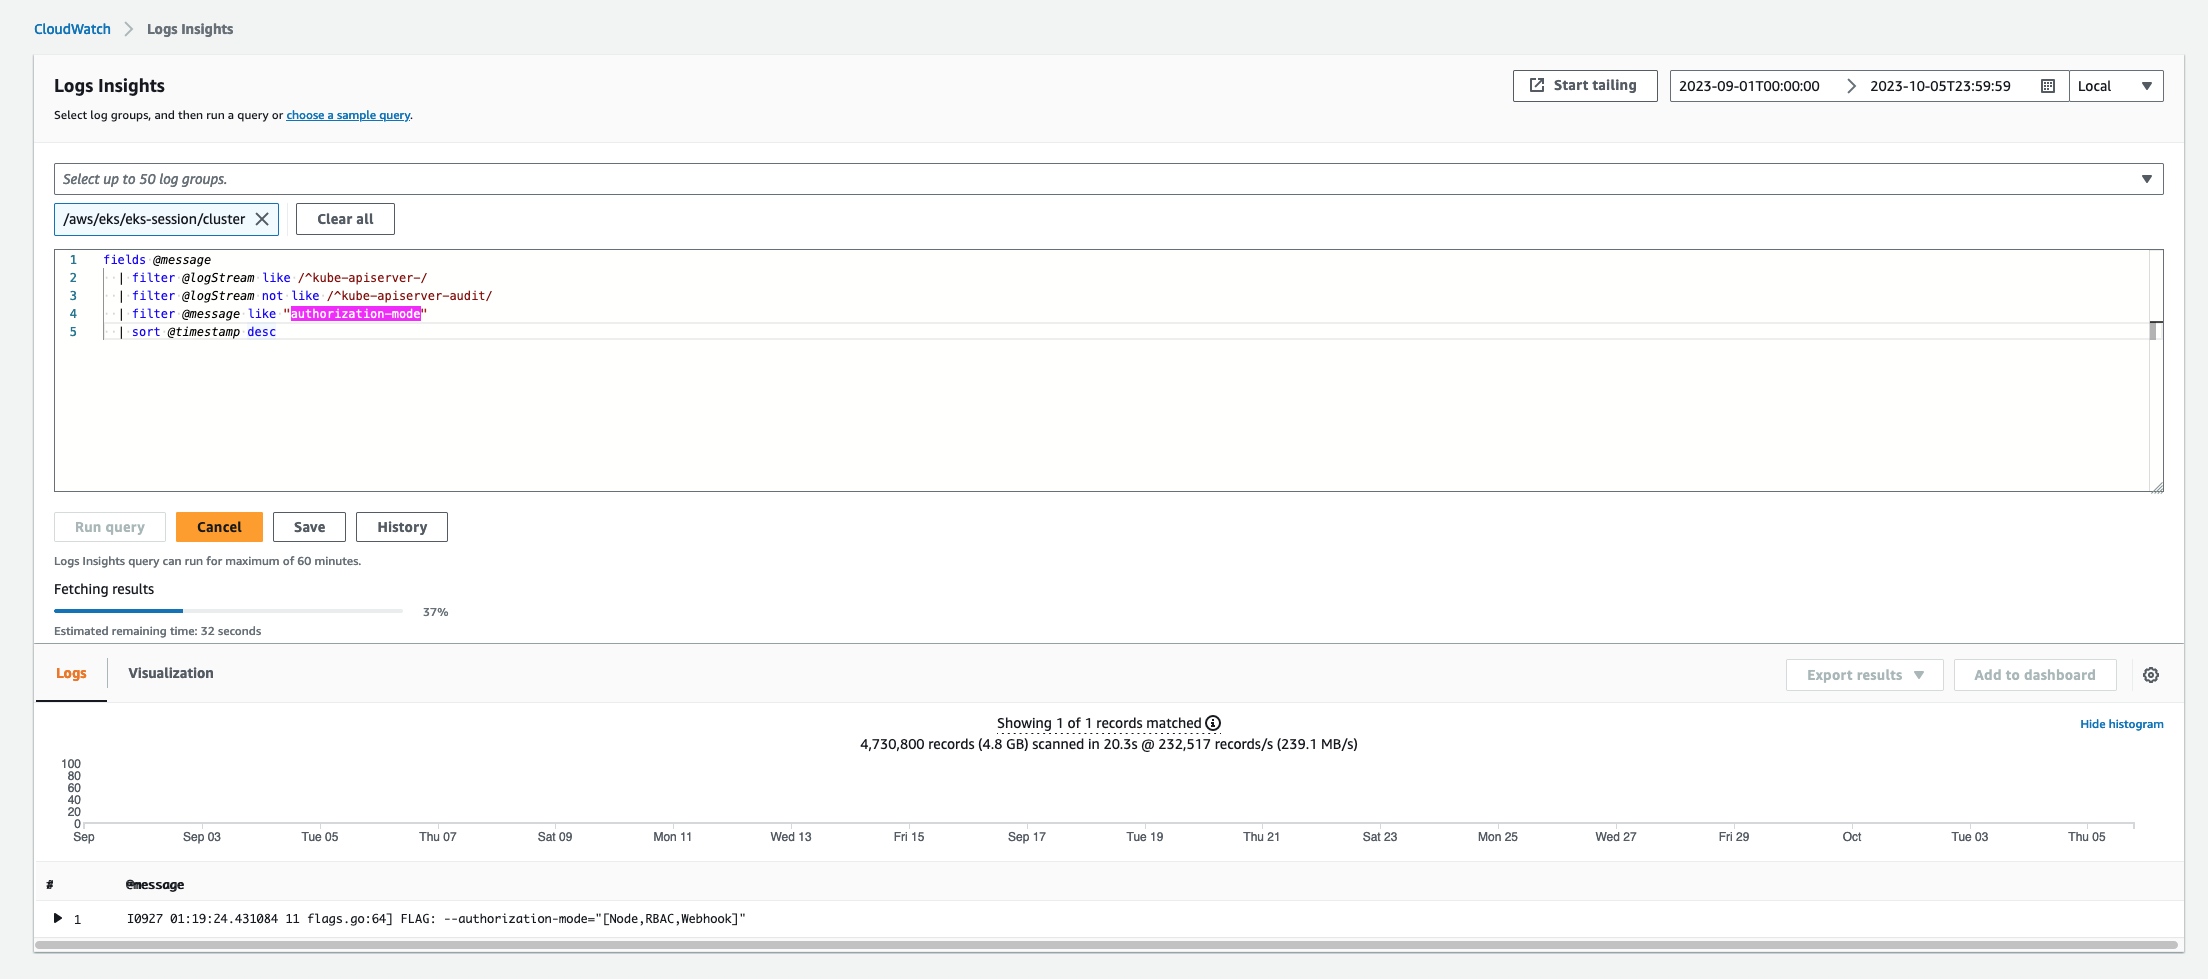 CloudWatch > Logs Insights
Logs Insights
Start tailing
2023-09-01T00:00:00 > 2023-10-05T23:59:59
Local
Select log groups, and then run a query or choose a sample query.
Select up to 50 log groups.
/aws/eks/eks-session/cluster
Clear all
1 fields @message
2 | filter @logStream like /^kube-apiserver-/
3 | filter @logStream not like /^kube-apiserver-audit/
4 | filter @message like "authorization-mode"
5 | sort @timestamp desc
Run query Cancel Save History
Logs Insights query can run for maximum of 60 minutes.
Fetching results
37%
Estimated remaining time: 32 seconds
Logs Visualization Export results Add to dashboard
Showing 1 of 1 records matched
Hide histogram
4,730,800 records (4.8 GB) scanned in 20.3s @ 232,517 records/s (239.1 MB/s)
100
80
60
40
20
0
Sep Sep 03 Tue 05 Thu 07 Sat 09 Mon 11 Wed 13 Fri 15 Sep 17 Tue 19 Thu 21 Sat 23 Mon 25 Wed 27 Fri 29 Oct Tue 03 Thu 05
# @message
1 I0927 01:19:24.431084 11 flags.go:64] FLAG: --authorization-mode="[Node,RBAC,Webhook]"